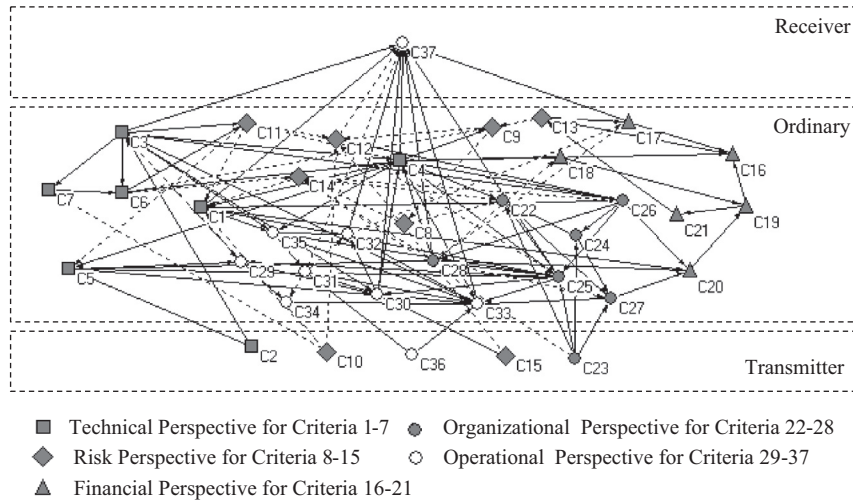 Receiver
C37
Ordinary
C3
C11
C12
C9
C13
C17
C4
C18
C16
C7
C6
C14
C1
C8
C22
C26
C21
C19
C35
C32
C24
C5
C29
C31
C28
C25
C20
C34
C30
C33
C27
C2
C10
C36
C15
C23
Transmitter
Technical Perspective for Criteria 1-7
Organizational Perspective for Criteria 22-28
Risk Perspective for Criteria 8-15
Operational Perspective for Criteria 29-37
Financial Perspective for Criteria 16-21